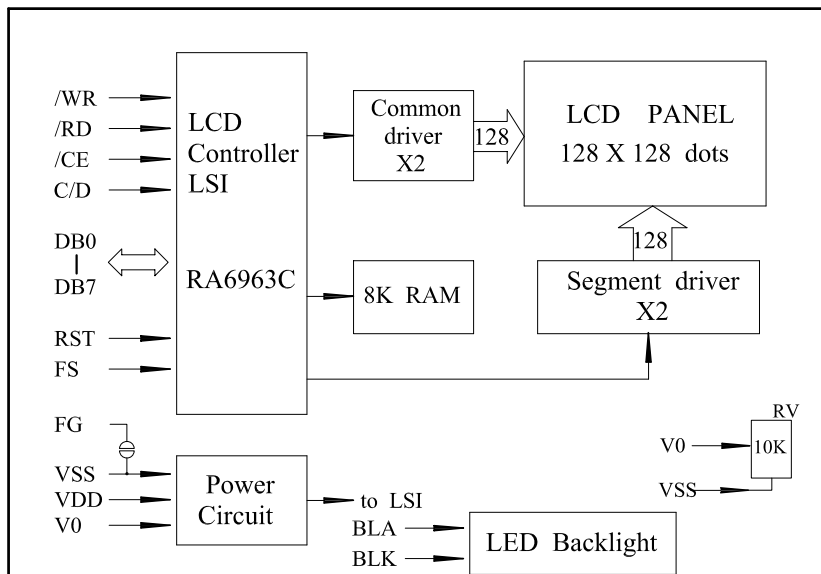 /WR
/RD
/CE
C/D
DB0
DB7
RST
FS
FG
VSS
VDD
V0
LCD
Controller
LSI
RA6963C
Common
driver
X2
128
LCD PANEL
128 X 128 dots
128
8K RAM
Segment driver
X2
Power
Circuit
to LSI
BLA
BLK
LED Backlight
RV
V0
10K
VSS